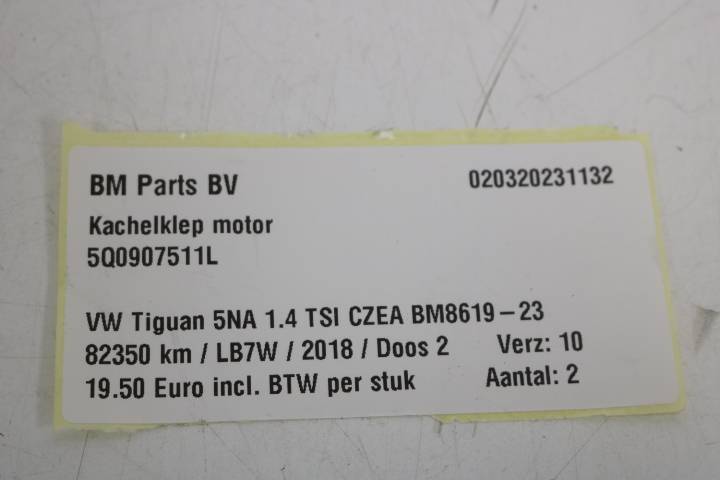 BM Parts BV 020320231132
Kachelklep motor
5Q0907511L
VW Tiguan 5NA 1.4 TSI CZEA BM8619-23
82350 km / LB7W / 2018 / Doos 2 Verz: 10
19.50 Euro incl. BTW per stuk Aantal: 2